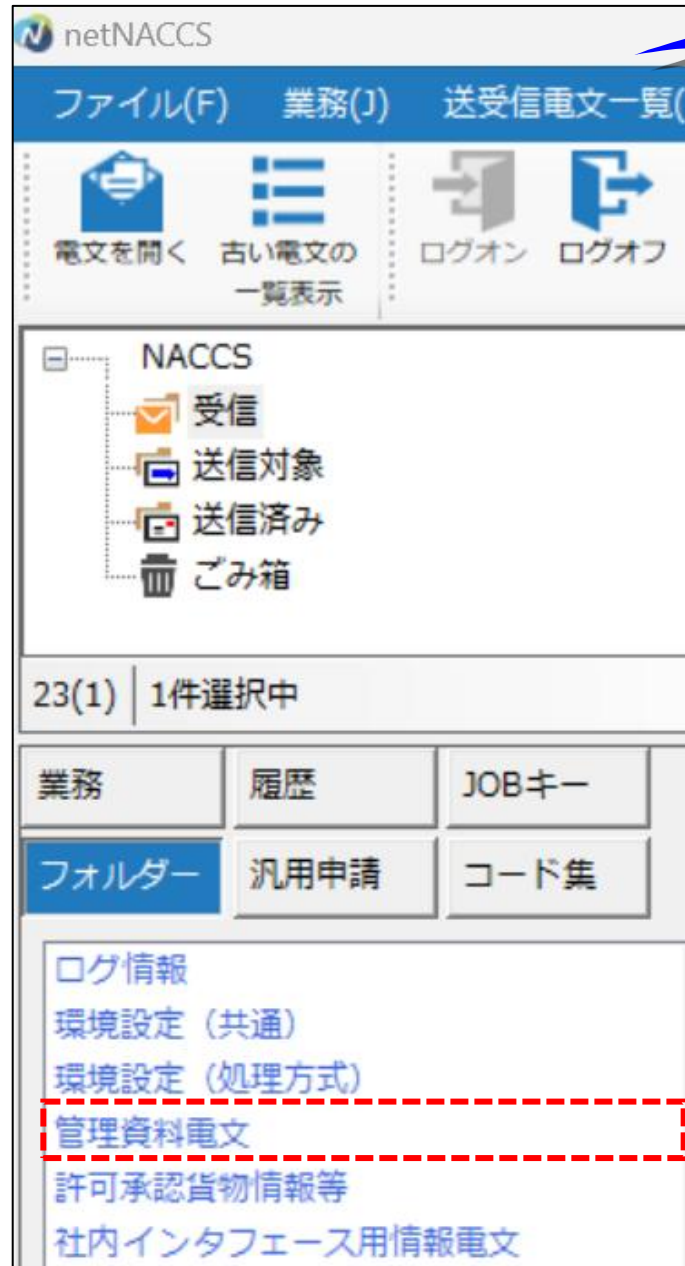 netNACCS
ファイル(F) 業務(J) 送受信電文一覧(
電文を開く 古い電文の一覧表示 ログオン ログオフ
NACCS
受信
送信対象
送信済み
ごみ箱
23(1) 1件選択中
業務 履歴 JOBキー
フォルダー 汎用申請 コード集
ログ情報
環境設定（共通）
環境設定（処理方式）
管理資料電文
許可承認貨物情報等
社内インタフェース用情報電文